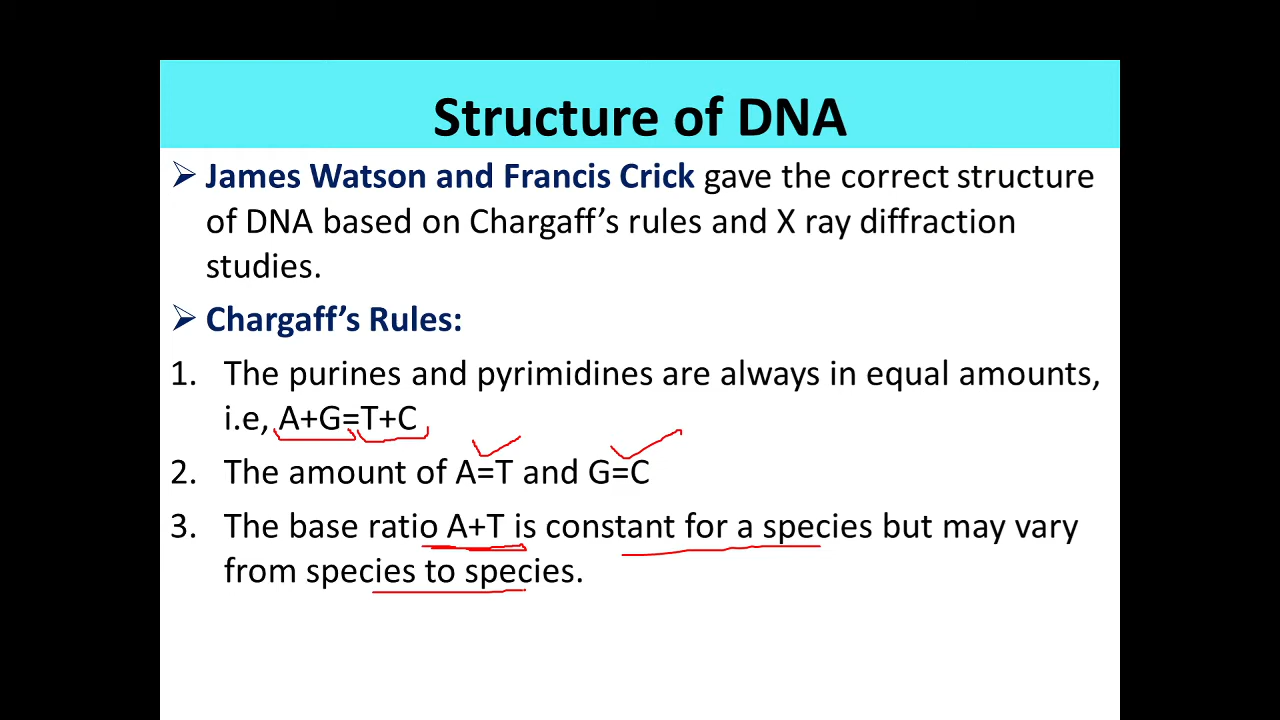 Structure of DNA
➢ James Watson and Francis Crick gave the correct structure
of DNA based on Chargaff’s rules and X ray diffraction
studies.
➢ Chargaff’s Rules:
1. The purines and pyrimidines are always in equal amounts,
i.e, A+G=T+C
2. The amount of A=T and G=C
3. The base ratio A+T is constant for a species but may vary
from species to species.